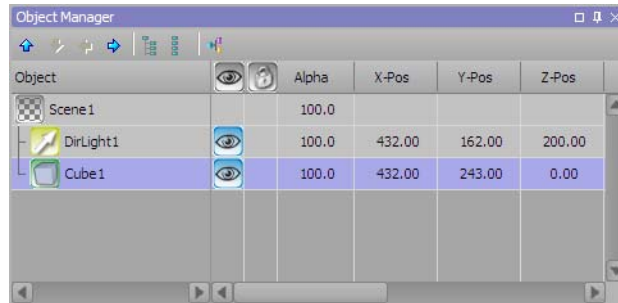 Object Manager
Object Alpha X-Pos Y-Pos Z-Pos
Scene1 100.0
DirLight1 100.0 432.00 162.00 200.00
Cube1 100.0 432.00 243.00 0.00